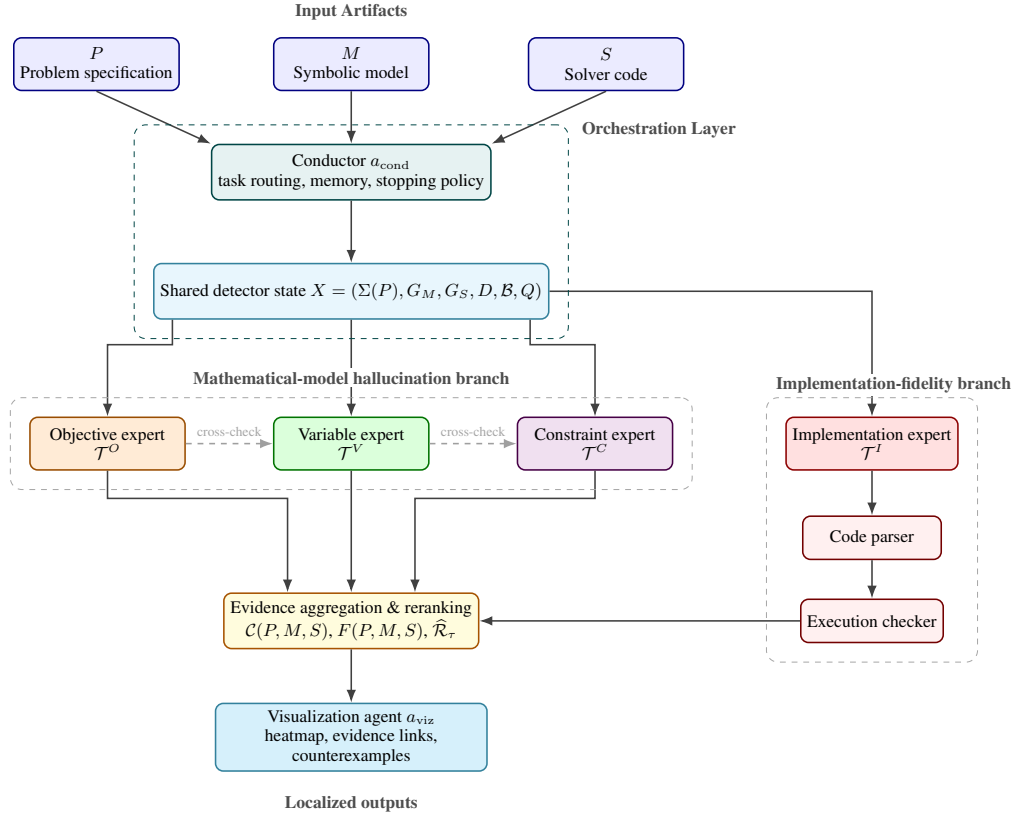 Input Artifacts
P
Problem specification
M
Symbolic model
S
Solver code
Orchestration Layer
Conductor a_cond
task routing, memory, stopping policy
Shared detector state X = (Σ(P), G_M, G_S, D, ℬ, Q)
Mathematical-model hallucination branch
Implementation-fidelity branch
Objective expert
𝒯^O
cross-check
Variable expert
𝒯^V
cross-check
Constraint expert
𝒯^C
Implementation expert
𝒯^I
Code parser
Evidence aggregation & reranking
𝒞(P, M, S), F(P, M, S), ℛ̂_τ
Execution checker
Visualization agent a_viz
heatmap, evidence links,
counterexamples
Localized outputs